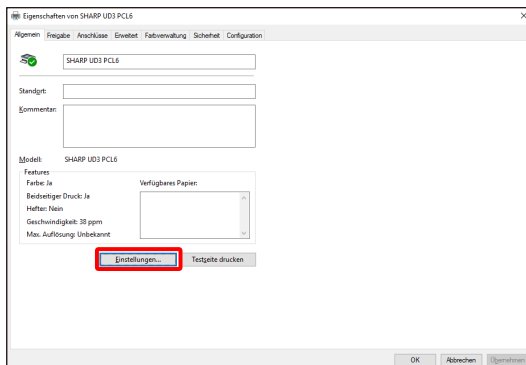 Eigenschaften von SHARP UD3 PCL6
Allgemein Freigabe Anschlüsse Erweitert Farbverwaltung Sicherheit Configuration
SHARP UD3 PCL6
Standort:
Kommentar:
Modell: SHARP UD3 PCL6
Features
Farbe: Ja Verfügbares Papier:
Beidseitiger Druck: Ja
Hefter: Nein
Geschwindigkeit: 38 ppm
Max. Auflösung: Unbekannt
Einstellungen... Testseite drucken
OK Abbrechen Übernehmen